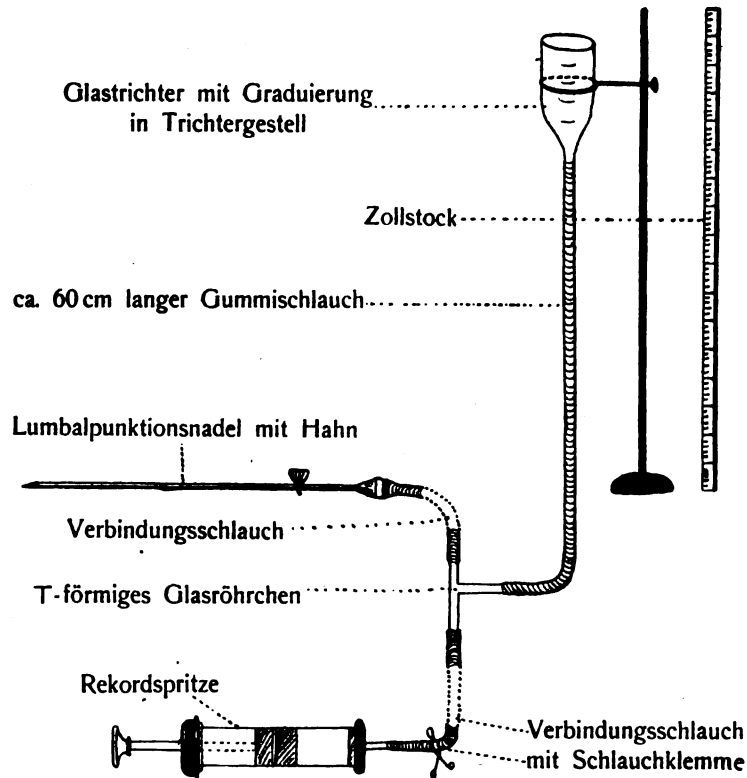 Glastrichter mit Graduierung
in Trichtergestell
Zollstock
ca. 60 cm langer Gummischlauch
Lumbalpunktionsnadel mit Hahn
Verbindungsschlauch
T-förmiges Glasröhrchen
Rekordspritze
Verbindungsschlauch
mit Schlauchklemme